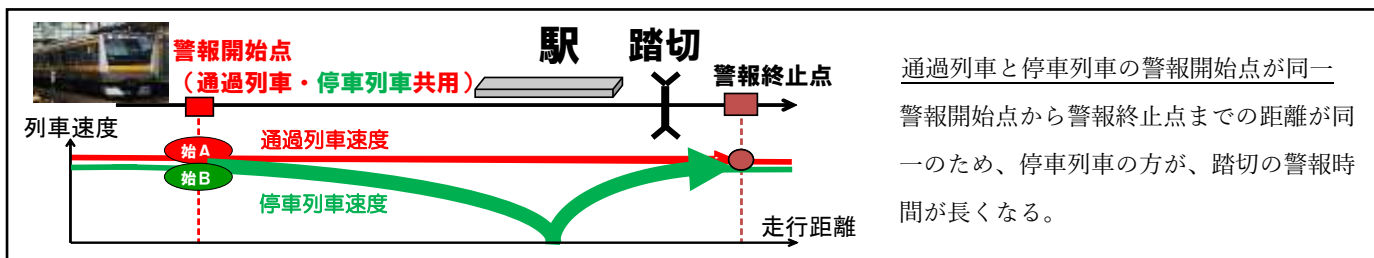 駅
踏切
警報開始点
（通過列車・停車列車共用）
警報終止点
列車速度
始A
通過列車速度
始B
停車列車速度
走行距離
通過列車と停車列車の警報開始点が同一
警報開始点から警報終止点までの距離が同
一のため、停車列車の方が、踏切の警報時
間が長くなる。